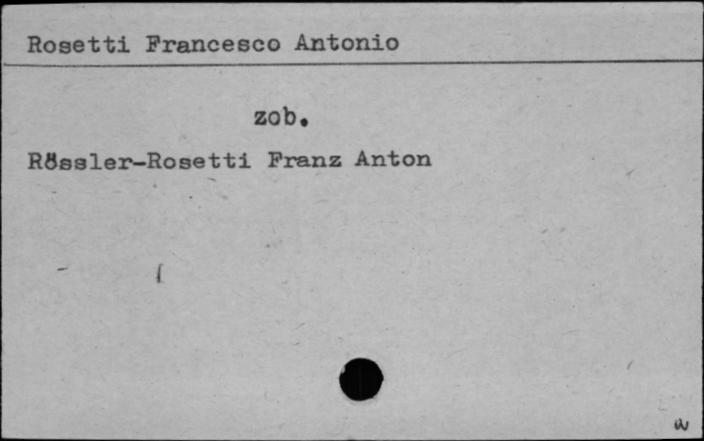 Rosetti Francesco Antonio
zob.
Rössler-Rosetti Franz Anton